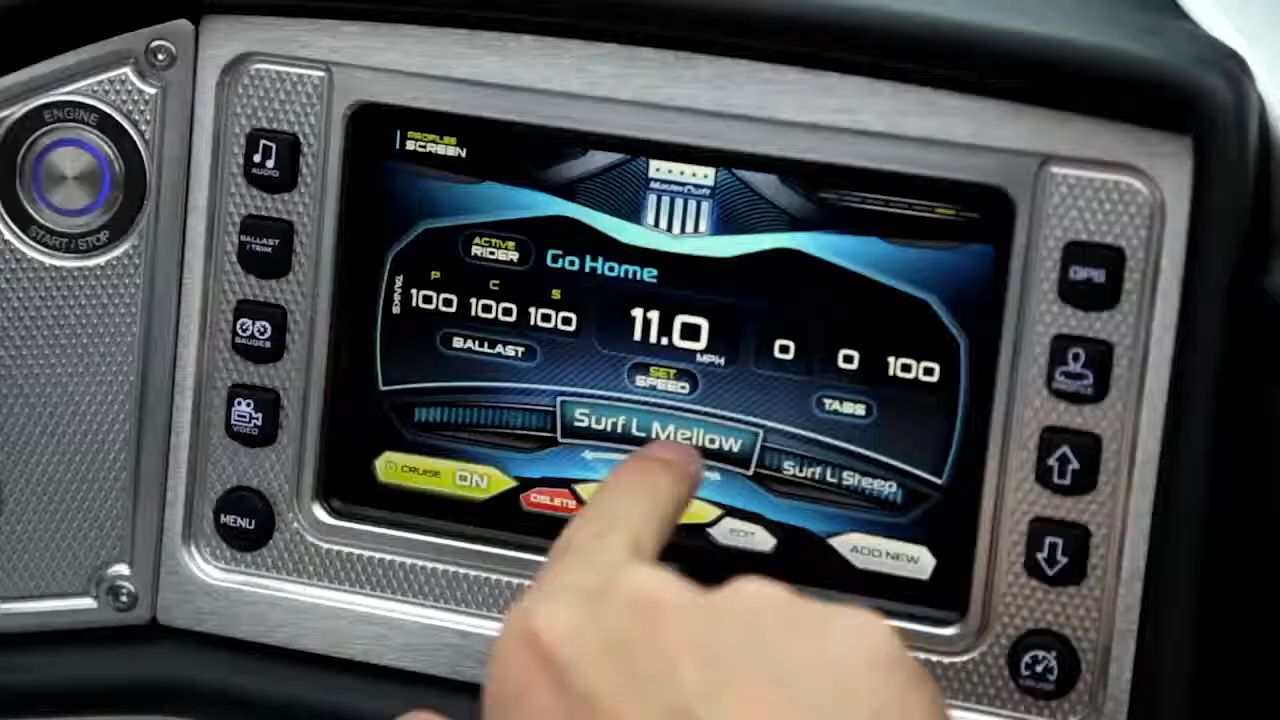 ENGINE
START / STOP
AUDIO
BALLAST
/ TRIM
GAUGES
VIDEO
MENU
PROFILES
SCREEN
MasterCraft
ACTIVE
RIDER
Go Home
TANKS
P C S
100 100 100
BALLAST
11.0
MPH
SET
SPEED
0 0 100
TABS
Surf L Mellow
Surf L Steep
CRUISE ON
DELETE
EDIT
ADD NEW
GPS